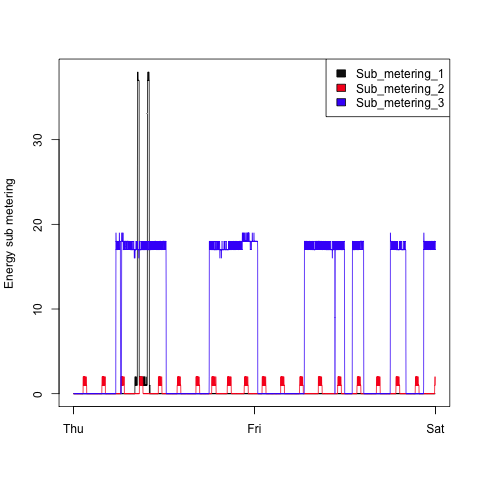 Sub_metering_1
Sub_metering_2
Sub_metering_3
Energy sub metering
30
20
10
0
Thu
Fri
Sat